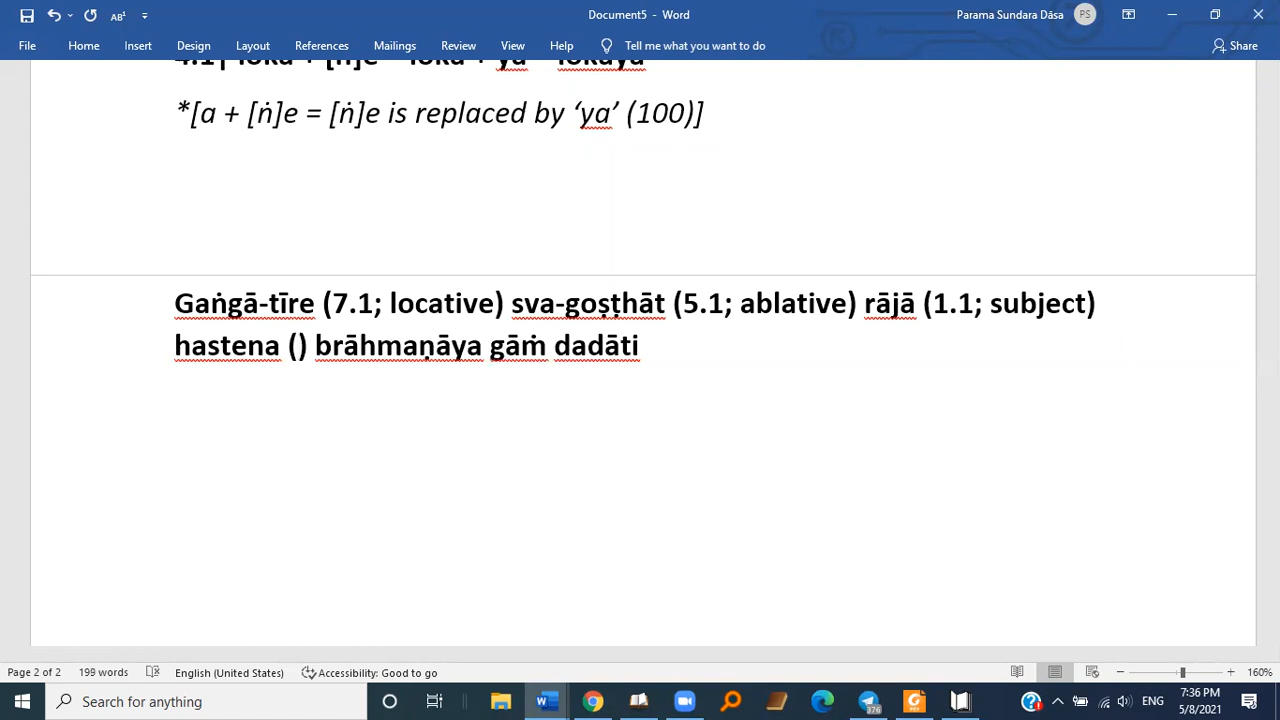 Document5 - Word
Parama Sundara Dāsa PS
File Home Insert Design Layout References Mailings Review View Help Tell me what you want to do Share
*[a + [ṅ]e = [ṅ]e is replaced by ‘ya’ (100)]
Gaṅgā-tīre (7.1; locative) sva-goṣṭhāt (5.1; ablative) rājā (1.1; subject)
hastena () brāhmaṇāya gāṁ dadāti
Page 2 of 2 199 words English (United States) Accessibility: Good to go 160%
Search for anything 376 ENG 7:36 PM
5/8/2021